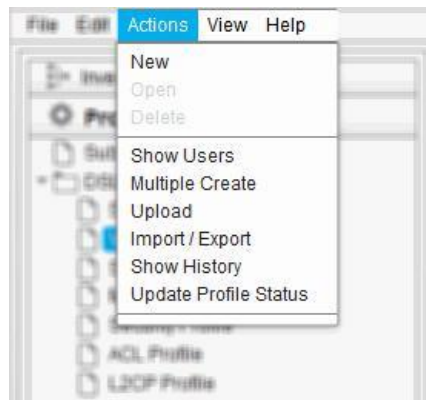 File Edit Actions View Help
New
Open
Delete
Show Users
Multiple Create
Upload
Import / Export
Show History
Update Profile Status
ACL Profile
L2CP Profile